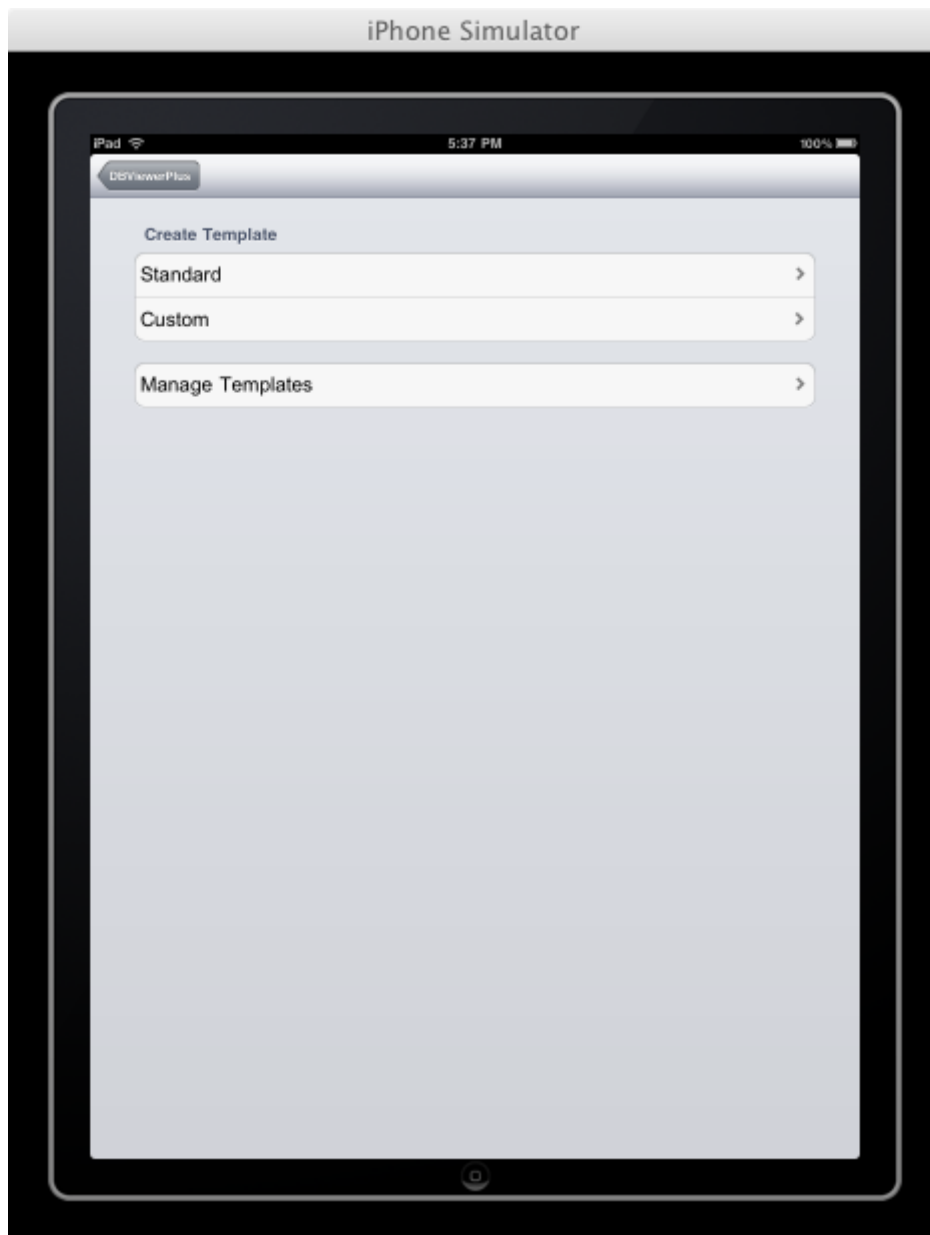 iPhone Simulator
iPad 5:37 PM 100%
DBViewerPlus
Create Template
Standard
Custom
Manage Templates